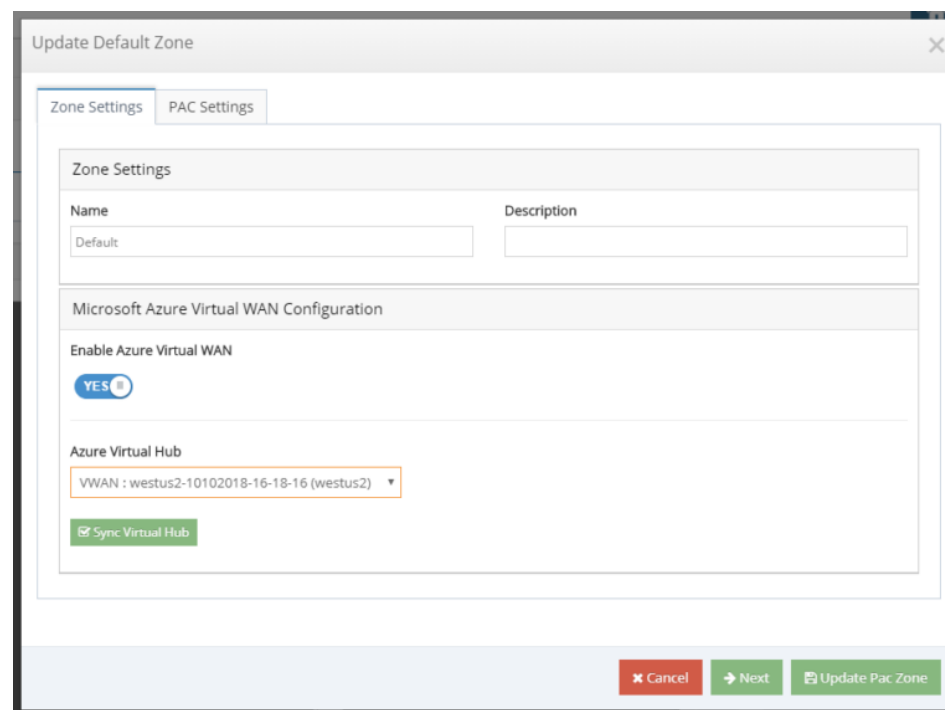 Update Default Zone
Zone Settings
PAC Settings
Zone Settings
Name
Description
Default
Microsoft Azure Virtual WAN Configuration
Enable Azure Virtual WAN
YES
Azure Virtual Hub
VWAN : westus2-10102018-16-18-16 (westus2)
Sync Virtual Hub
Cancel
Next
Update Pac Zone